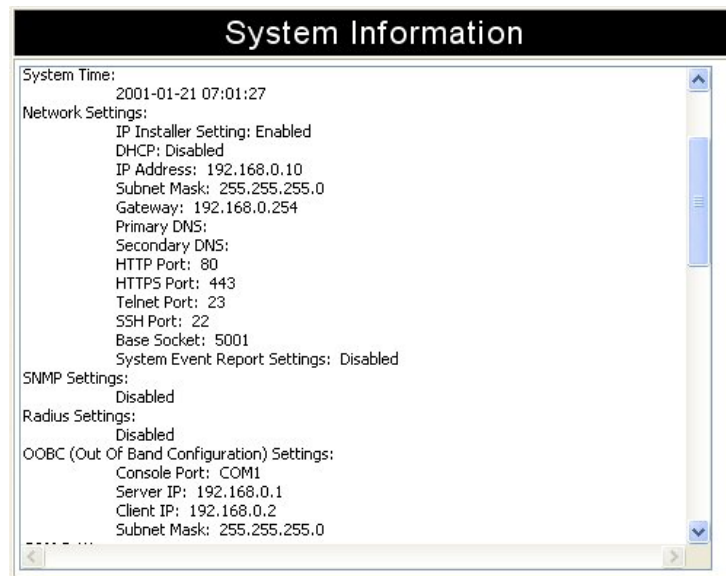 System Information
System Time:
2001-01-21 07:01:27
Network Settings:
IP Installer Setting: Enabled
DHCP: Disabled
IP Address: 192.168.0.10
Subnet Mask: 255.255.255.0
Gateway: 192.168.0.254
Primary DNS:
Secondary DNS:
HTTP Port: 80
HTTPS Port: 443
Telnet Port: 23
SSH Port: 22
Base Socket: 5001
System Event Report Settings: Disabled
SNMP Settings:
Disabled
Radius Settings:
Disabled
OOBC (Out Of Band Configuration) Settings:
Console Port: COM1
Server IP: 192.168.0.1
Client IP: 192.168.0.2
Subnet Mask: 255.255.255.0